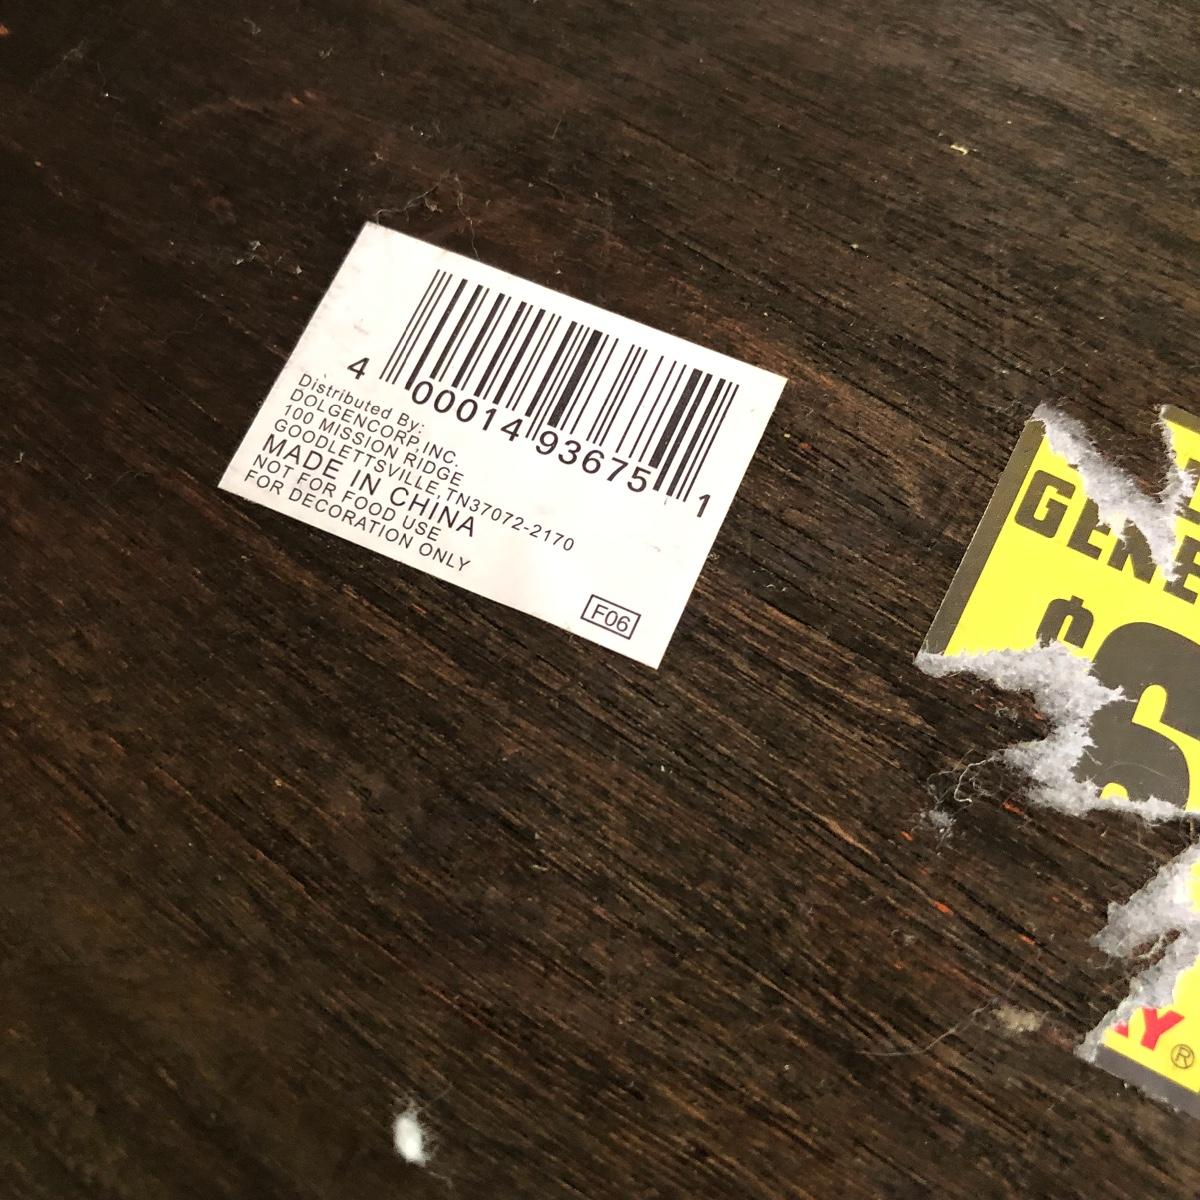 4 00014 93675 1
Distributed By:
DOLGENCORP.INC.
100 MISSION RIDGE
GOODLETTSVILLE,TN37072-2170
MADE IN CHiNA
NOT FOR FOOD USE
FOR DECORATION ONLY
F06
®